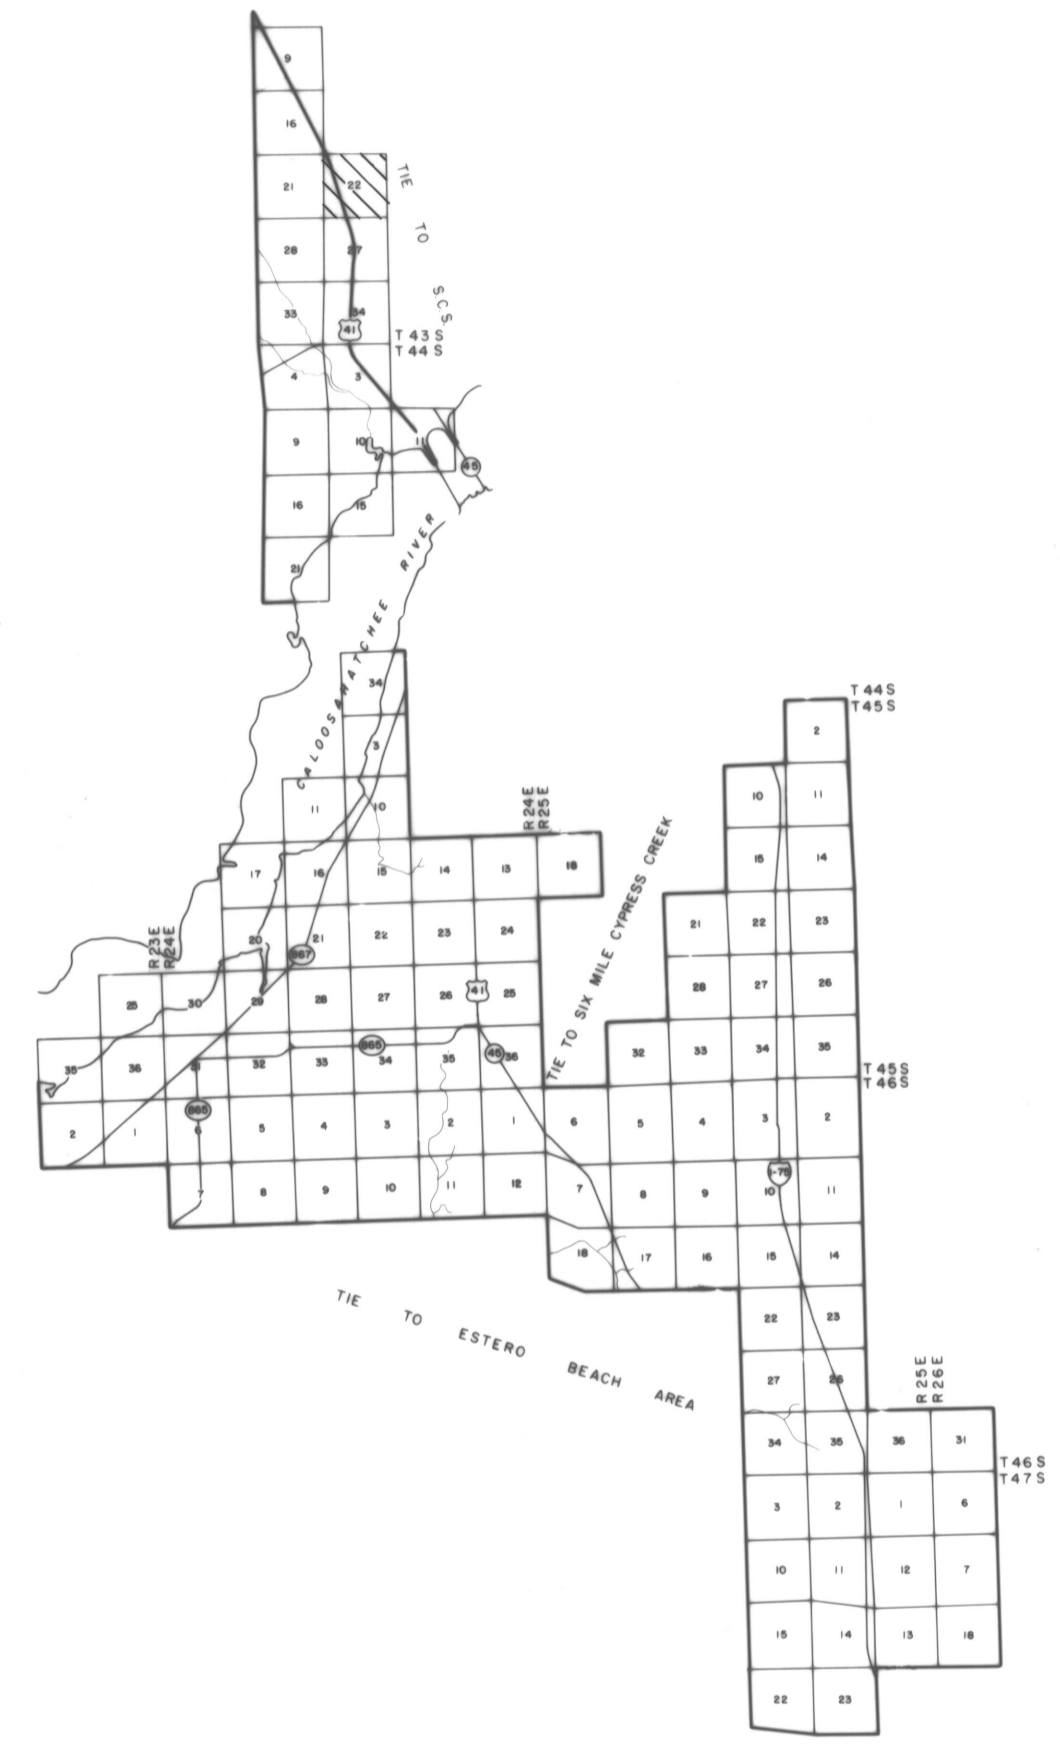 9
16
21 22
TIE TO S.C.S.
28 27
33 34
41
T 43 S
T 44 S
4 3
9 10 11
45
16 15
21
CALOOSAHATCHEE RIVER
34
3
11 10
R24E
R25E
17 16 15 14 13 18
R23E
R24E
20 21 22 23 24
867
25 30 29 28 27 26 41 25
35 36 31 32 33 865 34 35 45 36
865
2 1 6 5 4 3 2 1 6 5 4 3 2
7 8 9 10 11 12 7 8 9 10 11
I-75
18 17 16 15 14
TIE TO SIX MILE CYPRESS CREEK
T 44 S
T 45 S
2
10 11
15 14
21 22 23
28 27 26
32 33 34 35
T 45 S
T 46 S
22 23
27 26
TIE TO ESTERO BEACH AREA
R25E
R26E
34 35 36 31
T 46 S
T 47 S
3 2 1 6
10 11 12 7
15 14 13 18
22 23